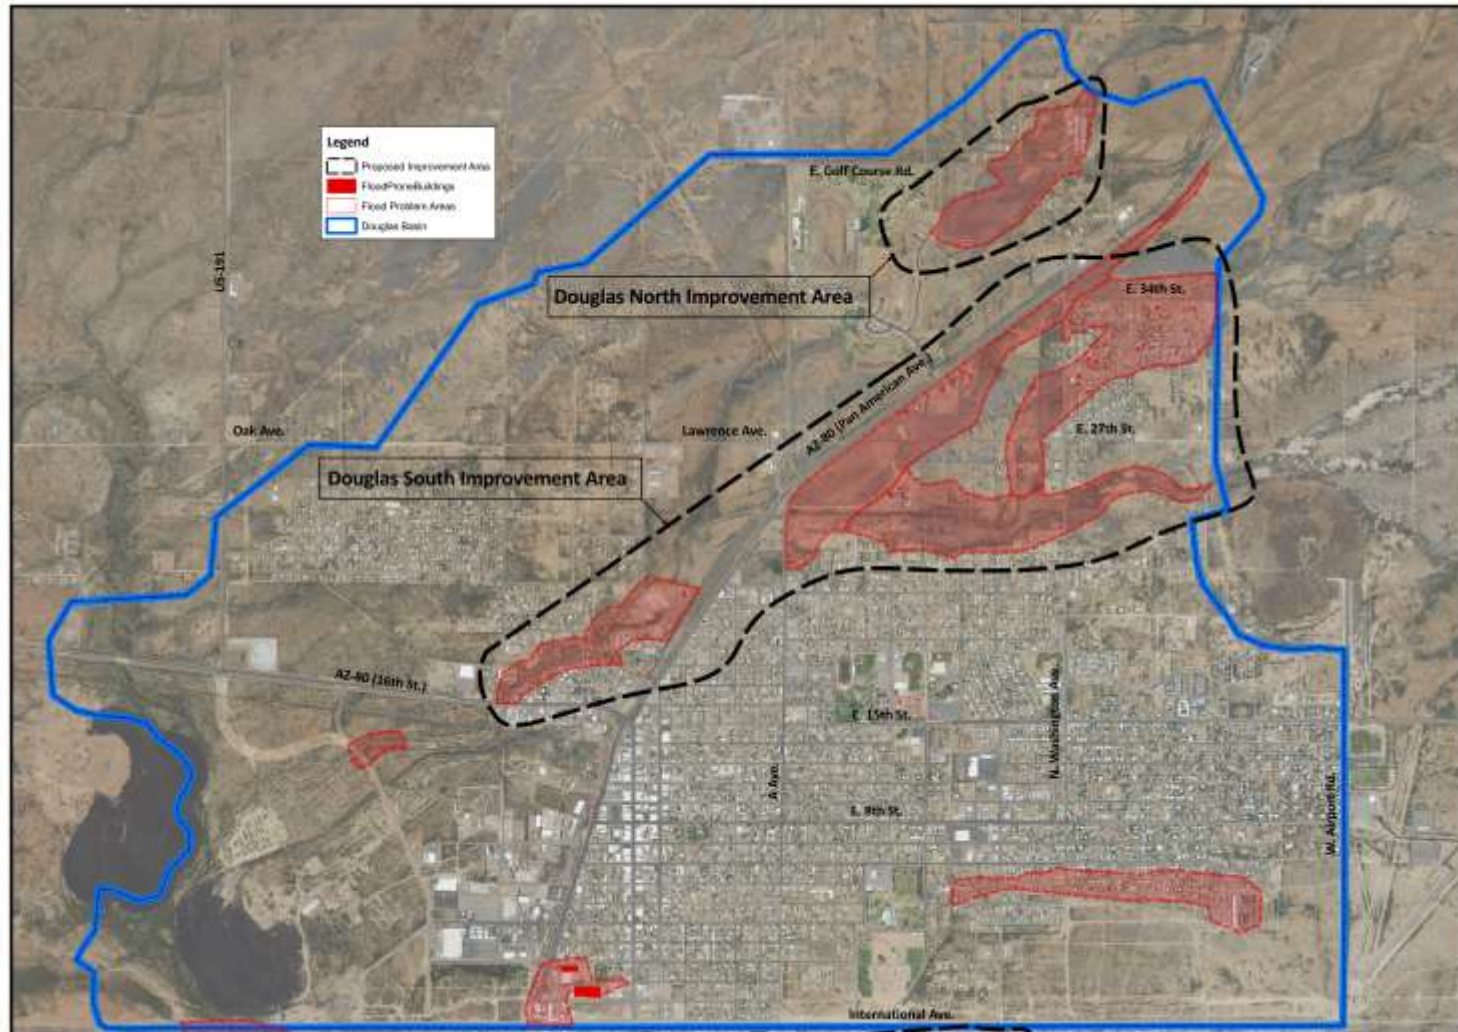 Legend
Proposed Improvement Area
FloodProneBuildings
Flood Problem Areas
Douglas Basin
E. Golf Course Rd.
US-191
Douglas North Improvement Area
E. 34th St.
AZ-80 (Pan American Ave.)
Oak Ave.
Lawrence Ave.
E. 27th St.
Douglas South Improvement Area
AZ-80 (16th St.)
E. 15th St.
N. Washington Ave.
A Ave.
E. 8th St.
W. Airport Rd.
International Ave.